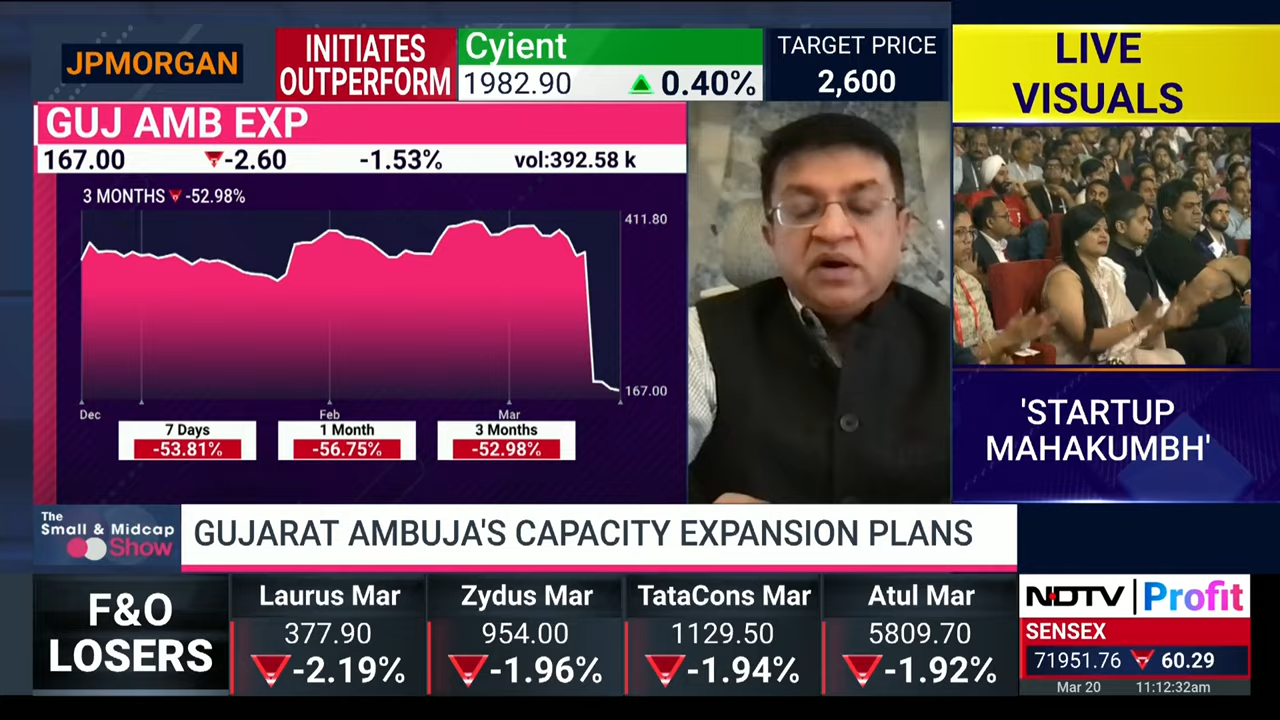 JPMORGAN
INITIATES
OUTPERFORM
Cyient
1982.90 0.40%
TARGET PRICE
2,600
LIVE
VISUALS
GUJ AMB EXP
167.00 -2.60 -1.53% vol:392.58 k
3 MONTHS -52.98%
411.80
167.00
Dec Feb Mar
7 Days
-53.81%
1 Month
-56.75%
3 Months
-52.98%
'STARTUP
MAHAKUMBH'
The
Small & Midcap
Show
GUJARAT AMBUJA'S CAPACITY EXPANSION PLANS
F&O
LOSERS
Laurus Mar
377.90
-2.19%
Zydus Mar
954.00
-1.96%
TataCons Mar
1129.50
-1.94%
Atul Mar
5809.70
-1.92%
NDTV Profit
SENSEX
71951.76 60.29
Mar 20 11:12:32am